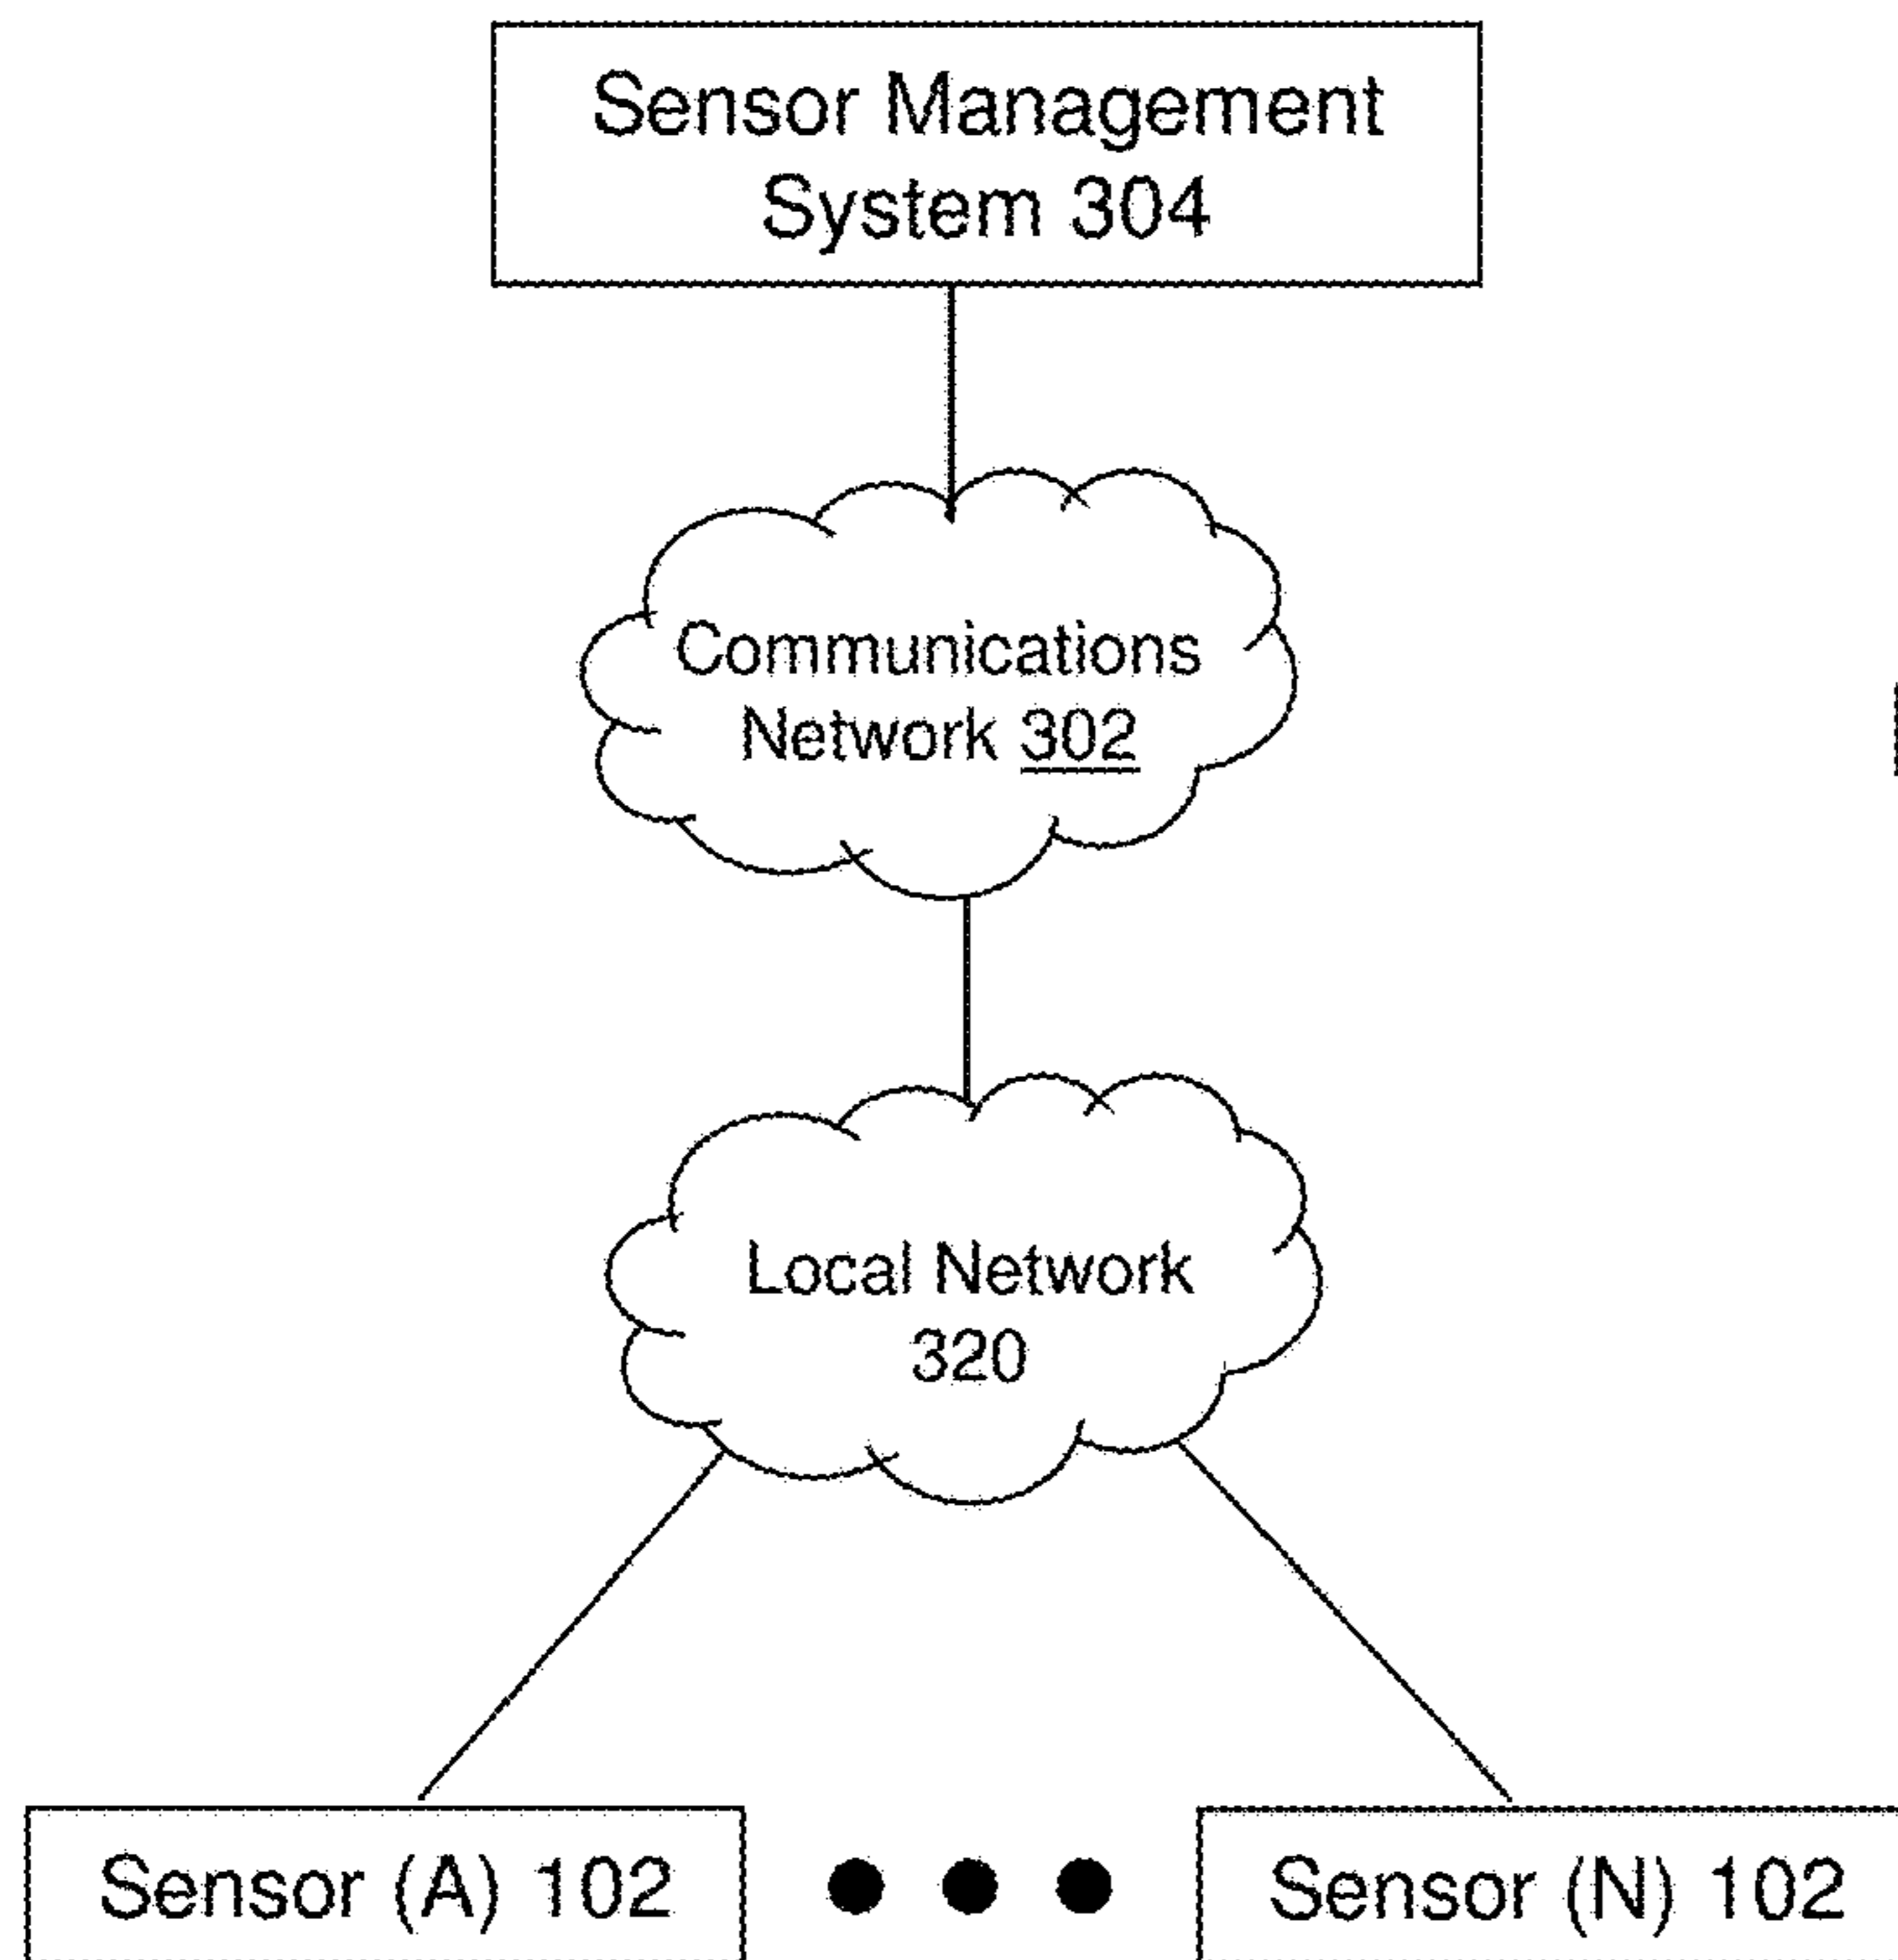 Sensor Management
System 304
Communications
Network 302
Local Network
320
Sensor (A) 102
Sensor (N) 102